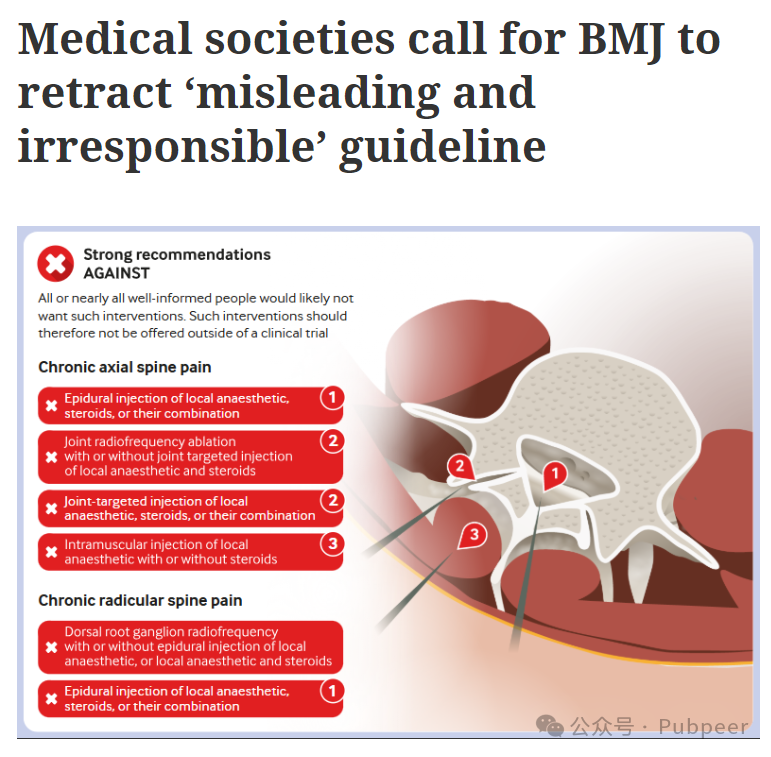 Medical societies call for BMJ to
retract ‘misleading and
irresponsible’ guideline
Strong recommendations
AGAINST
All or nearly all well-informed people would likely not
want such interventions. Such interventions should
therefore not be offered outside of a clinical trial
Chronic axial spine pain
Epidural injection of local anaesthetic,
steroids, or their combination
1
Joint radiofrequency ablation
with or without joint targeted injection
of local anaesthetic and steroids
2
Joint-targeted injection of local
anaesthetic, steroids, or their combination
2
Intramuscular injection of local
anaesthetic with or without steroids
3
Chronic radicular spine pain
Dorsal root ganglion radiofrequency
with or without epidural injection of local
anaesthetic, or local anaesthetic and steroids
Epidural injection of local anaesthetic,
steroids, or their combination
1
2
1
3
公众号 · Pubpeer